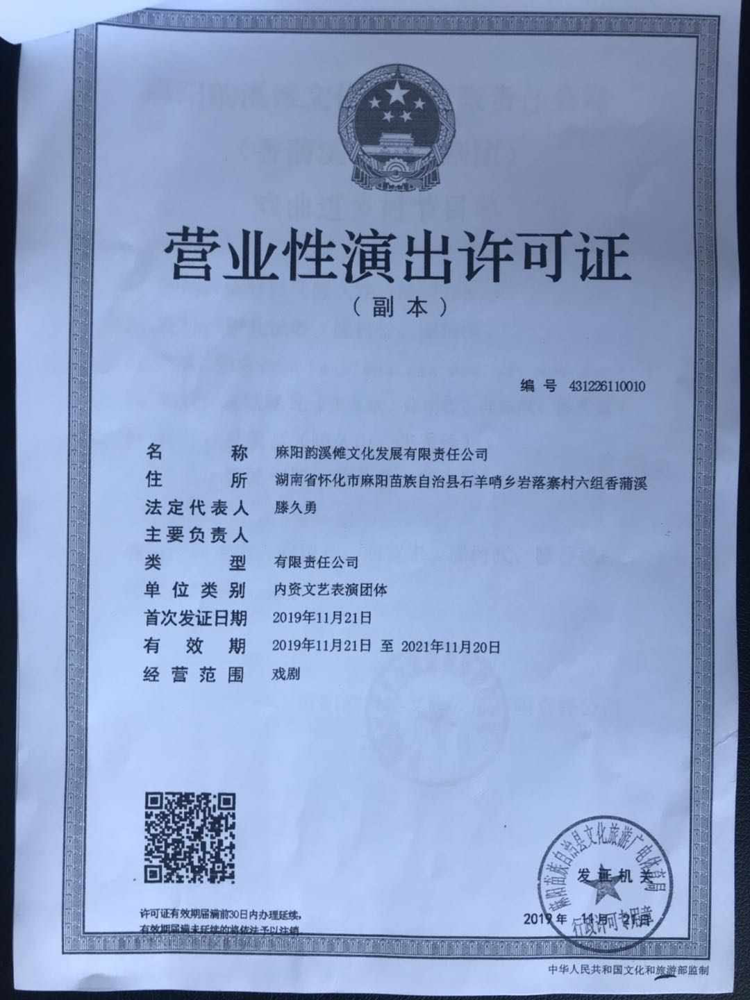 营业性演出许可证
（副本）
编号 431226110010
名称 麻阳韵溪傩文化发展有限责任公司
住所 湖南省怀化市麻阳苗族自治县石羊哨乡岩落寨村六组香蒲溪
法定代表人 滕久勇
主要负责人
类型 有限责任公司
单位类别 内资文艺表演团体
首次发证日期 2019年11月21日
有效期 2019年11月21日 至 2021年11月20日
经营范围 戏剧
麻阳苗族自治县文化旅游广电体育局
发证机关
行政许可专用章
2019年 11月 21日
许可证有效期届满前30日内办理延续,
有效期届满未延续的将依法予以注销
中华人民共和国文化和旅游部监制